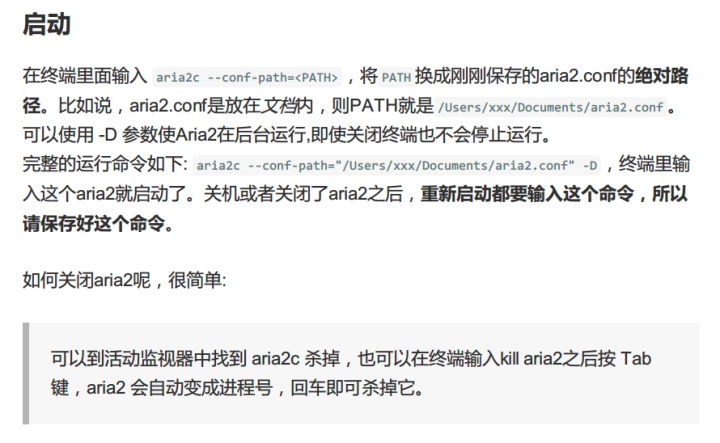 启动
在终端里面输入 aria2c --conf-path=<PATH> ，将 PATH 换成刚刚保存的aria2.conf的绝对路
径。比如说，aria2.conf是放在文档内，则PATH就是 /Users/xxx/Documents/aria2.conf 。
可以使用 -D 参数使Aria2在后台运行,即使关闭终端也不会停止运行。
完整的运行命令如下: aria2c --conf-path="/Users/xxx/Documents/aria2.conf" -D ，终端里输
入这个aria2就启动了。关机或者关闭了aria2之后，重新启动都要输入这个命令，所以
请保存好这个命令。
如何关闭aria2呢，很简单:
可以到活动监视器中找到 aria2c 杀掉，也可以在终端输入kill aria2之后按 Tab
键，aria2 会自动变成进程号，回车即可杀掉它。